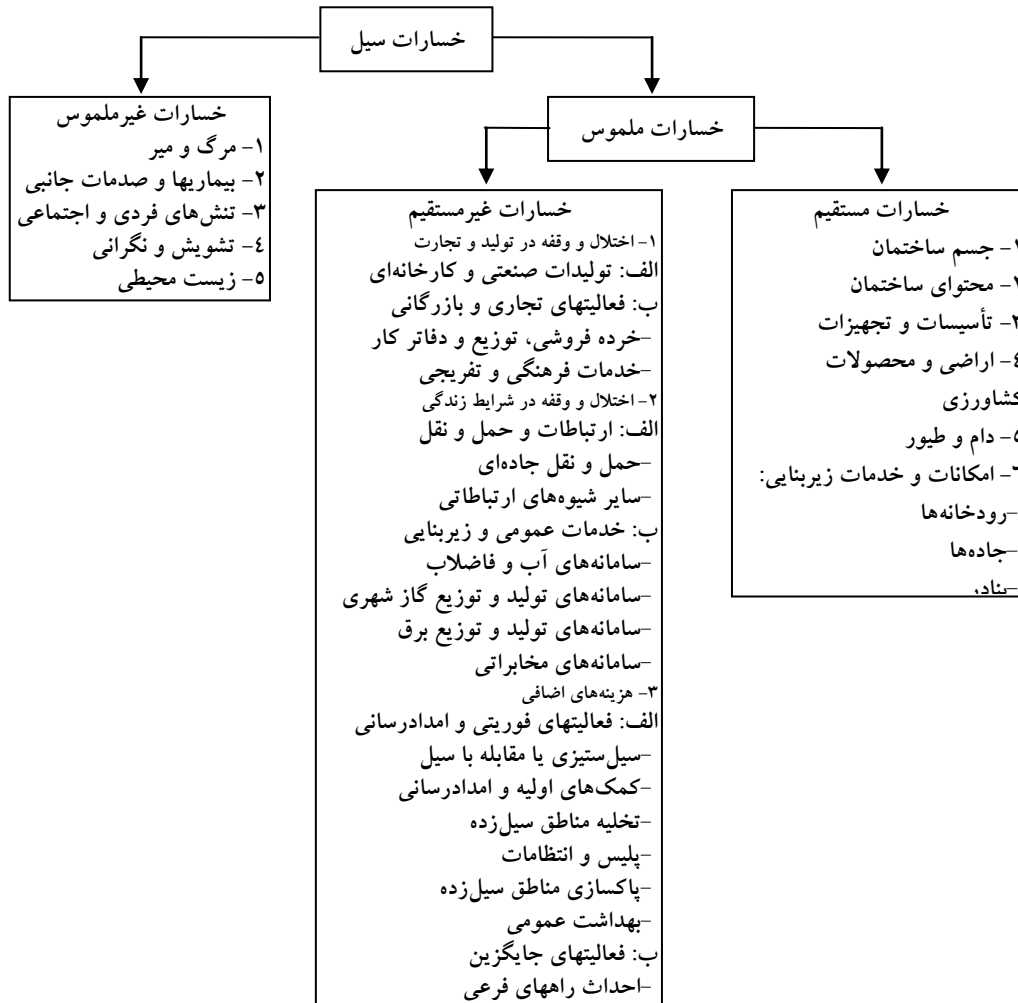 خسارات سیل
خسارات ملموس
خسارات مستقیم
۱- جسم ساختمان
- محتوای ساختمان
- تأسیسات و تجهیزات
٤- اراضی و محصولات
کشاورزی
- دام و طیور
- امکانات و خدمات زیربنایی:
-رودخانه‌ها
-جاده‌ها
-بنادر
خسارات غیرمستقیم
۱- اختلال و وقفه در تولید و تجارت
الف: تولیدات صنعتی و کارخانه‌ای
ب: فعالیتهای تجاری و بازرگانی
-خرده فروشی، توزیع و دفاتر کار
-خدمات فرهنگی و تفریحی
۲- اختلال و وقفه در شرایط زندگی
الف: ارتباطات و حمل و نقل
-حمل و نقل جاده‌ای
-سایر شیوه‌های ارتباطاتی
ب: خدمات عمومی و زیربنایی
-سامانه‌های آب و فاضلاب
-سامانه‌های تولید و توزیع گاز شهری
-سامانه‌های تولید و توزیع برق
-سامانه‌های مخابراتی
۳- هزینه‌های اضافی
الف: فعالیتهای فوریتی و امدادرسانی
-سیل‌ستیزی یا مقابله با سیل
-کمک‌های اولیه و امدادرسانی
-تخلیه مناطق سیل‌زده
-پلیس و انتظامات
-پاکسازی مناطق سیل‌زده
-بهداشت عمومی
ب: فعالیتهای جایگزین
-احداث راههای فرعی
خسارات غیرملموس
۱- مرگ و میر
۲- بیماریها و صدمات جانبی
۳- تنش‌های فردی و اجتماعی
٤- تشویش و نگرانی
٥- زیست محیطی